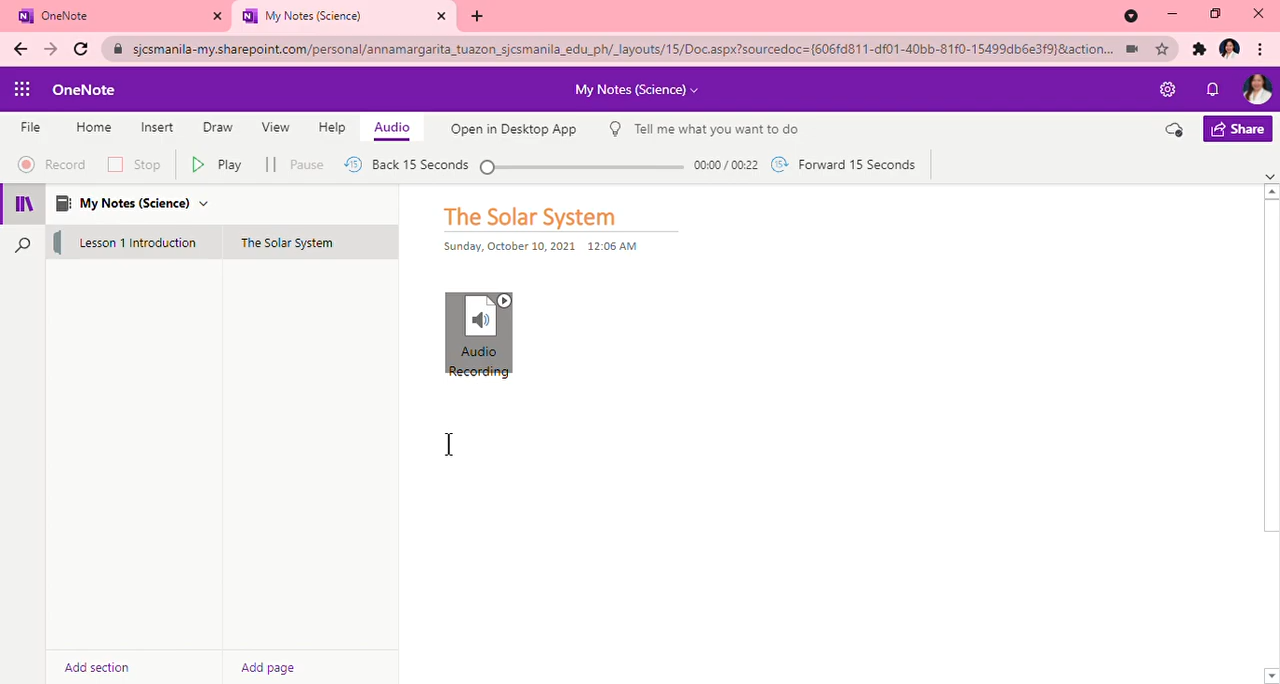 OneNote
My Notes (Science)
sjcsmanila-my.sharepoint.com/personal/annamargarita_tuazon_sjcsmanila_edu_ph/_layouts/15/Doc.aspx?sourcedoc={606fd811-df01-40bb-81f0-15499db6e3f9}&action...
OneNote
My Notes (Science)
File Home Insert Draw View Help Audio Open in Desktop App Tell me what you want to do Share
Record Stop Play Pause 15 Back 15 Seconds 00:00 / 00:22 15 Forward 15 Seconds
My Notes (Science)
Lesson 1 Introduction
The Solar System
The Solar System
Sunday, October 10, 2021 12:06 AM
Audio
Recording
Add section
Add page